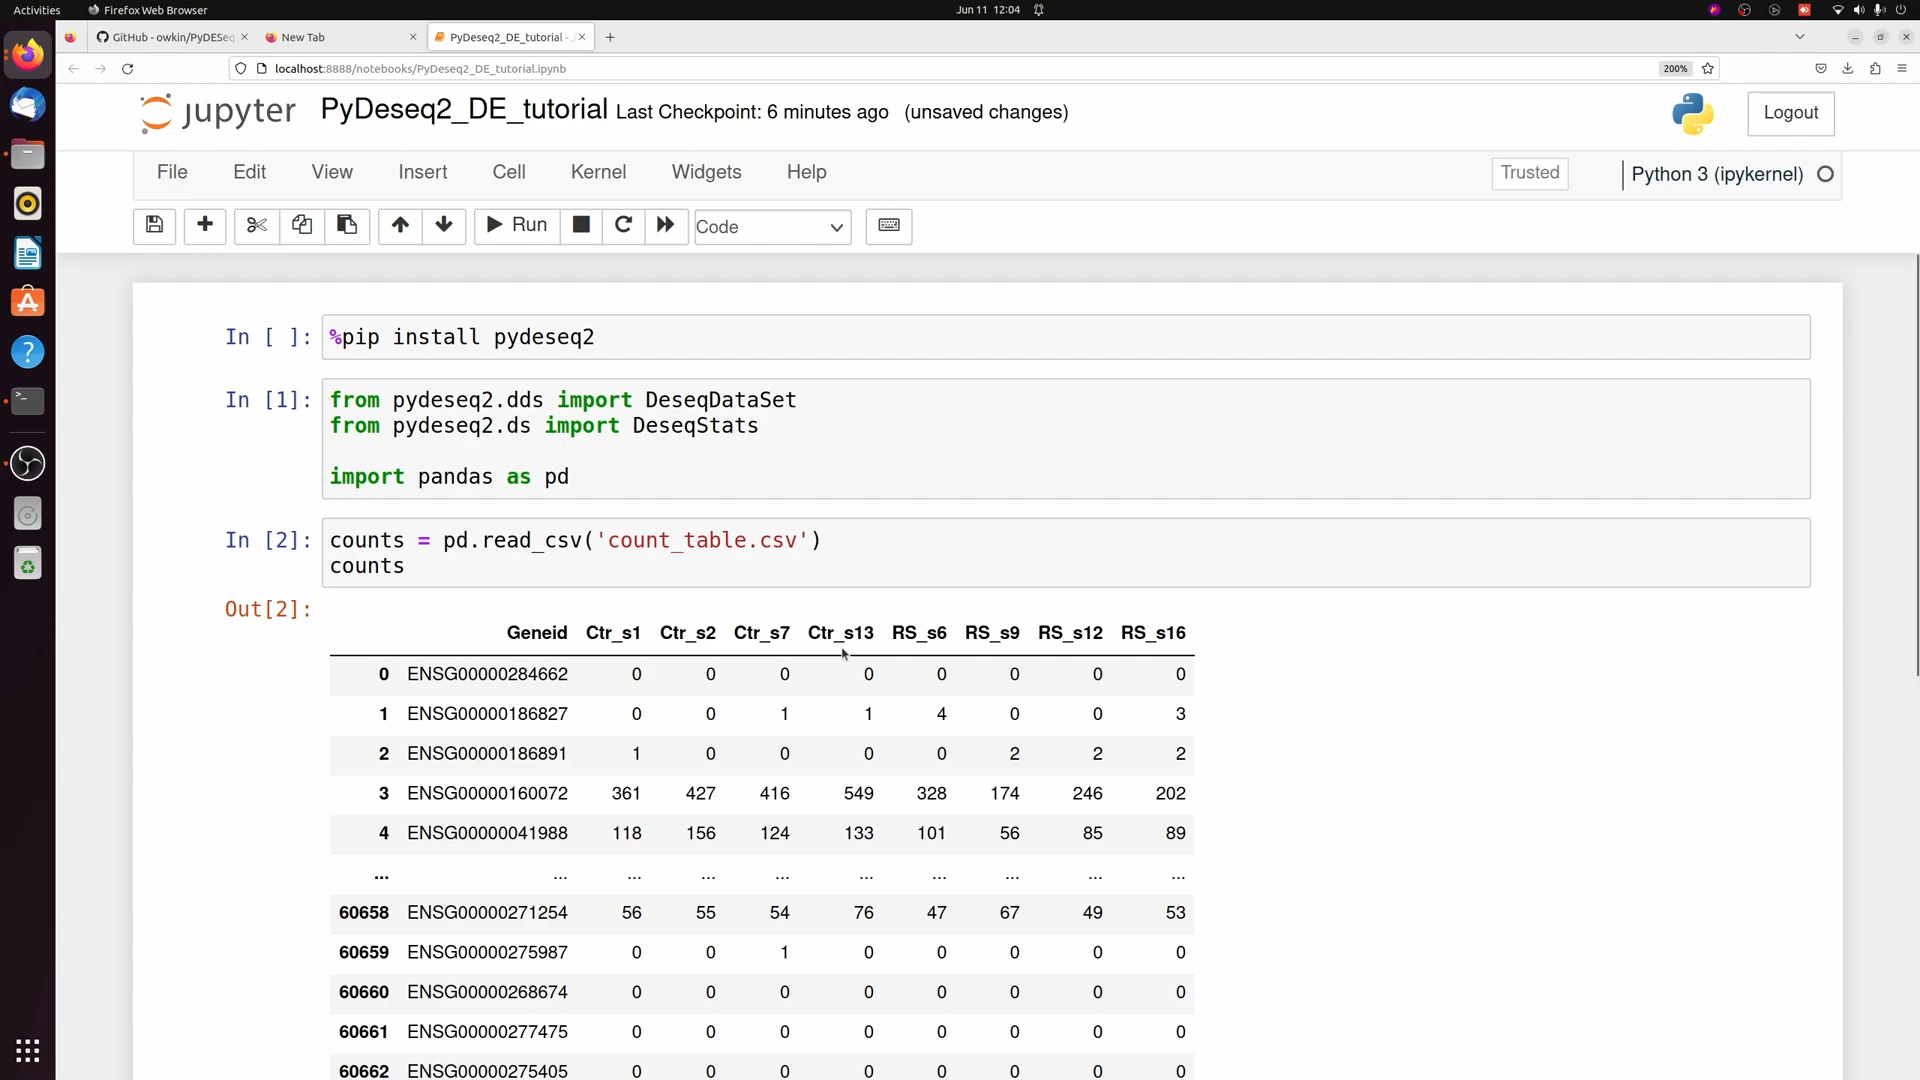 Activities Firefox Web Browser Jun 11 12:04
GitHub - owkin/PyDESeq New Tab PyDeseq2_DE_tutorial -
localhost:8888/notebooks/PyDeseq2_DE_tutorial.ipynb 200%
jupyter PyDeseq2_DE_tutorial Last Checkpoint: 6 minutes ago (unsaved changes) Logout
File Edit View Insert Cell Kernel Widgets Help Trusted Python 3 (ipykernel)
Run Code
In [ ]: %pip install pydeseq2
In [1]: from pydeseq2.dds import DeseqDataSet
from pydeseq2.ds import DeseqStats
import pandas as pd
In [2]: counts = pd.read_csv('count_table.csv')
counts
Out[2]:
Geneid Ctr_s1 Ctr_s2 Ctr_s7 Ctr_s13 RS_s6 RS_s9 RS_s12 RS_s16
0 ENSG00000284662 0 0 0 0 0 0 0 0
1 ENSG00000186827 0 0 1 1 4 0 0 3
2 ENSG00000186891 1 0 0 0 0 2 2 2
3 ENSG00000160072 361 427 416 549 328 174 246 202
4 ENSG00000041988 118 156 124 133 101 56 85 89
... ... ... ... ... ... ... ... ... ...
60658 ENSG00000271254 56 55 54 76 47 67 49 53
60659 ENSG00000275987 0 0 1 0 0 0 0 0
60660 ENSG00000268674 0 0 0 0 0 0 0 0
60661 ENSG00000277475 0 0 0 0 0 0 0 0
60662 ENSG00000275405 0 0 0 0 0 0 0 0